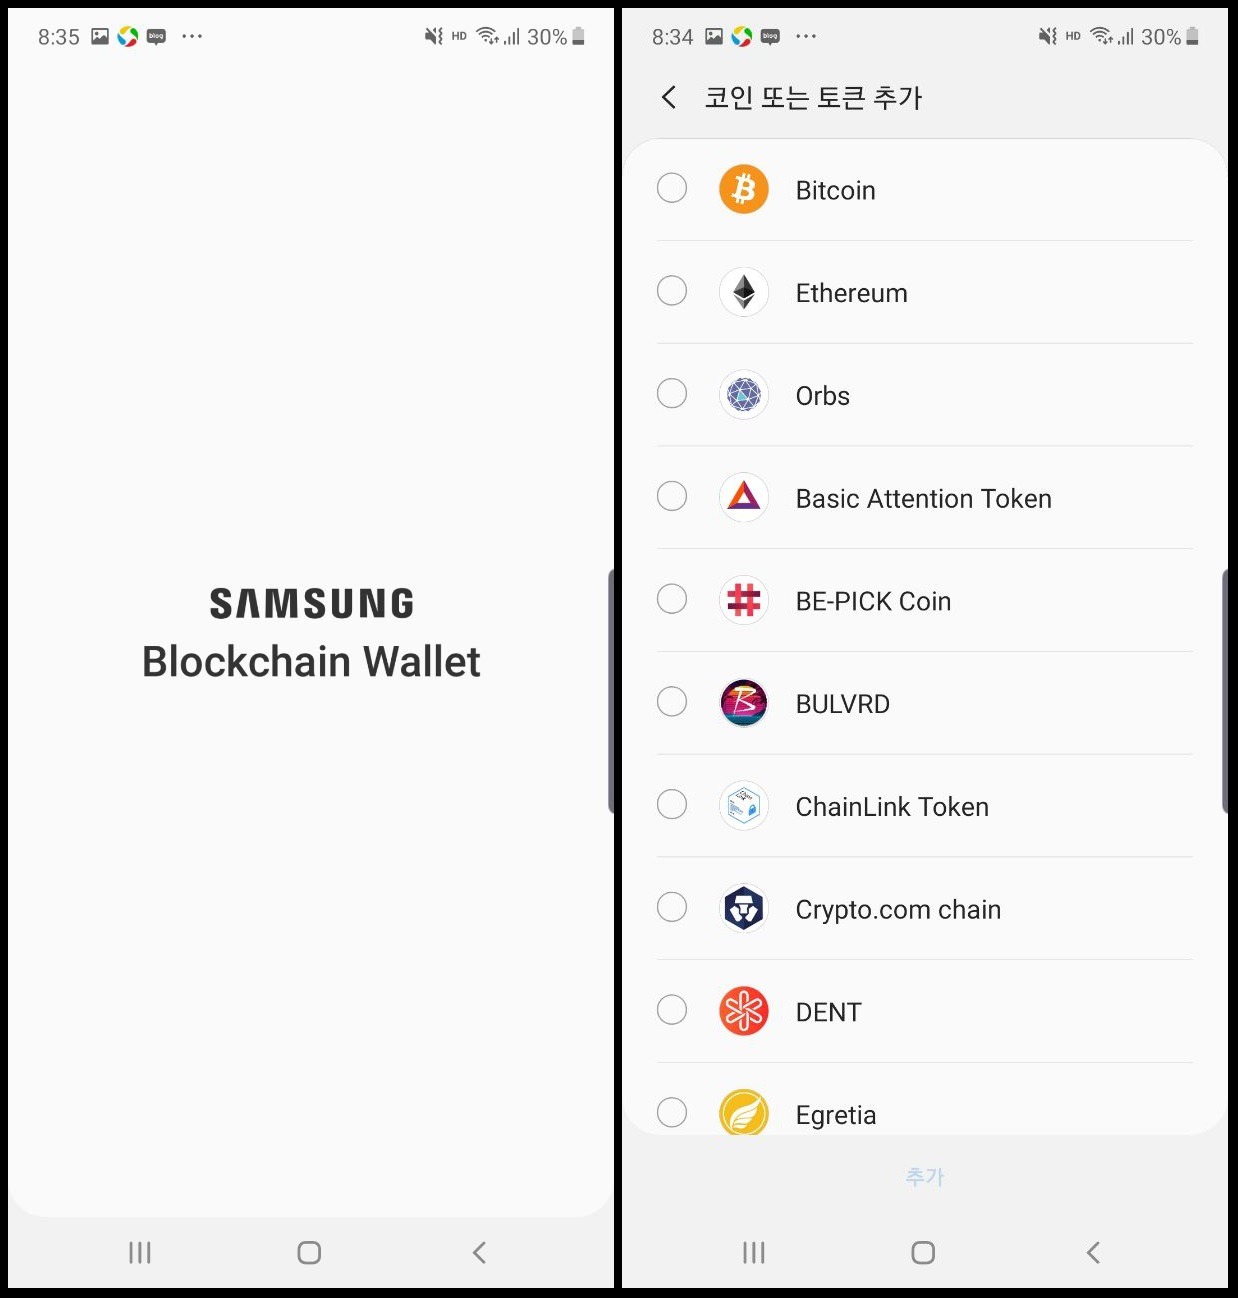 8:35 blog ... HD 30%
SAMSUNG
Blockchain Wallet
8:34 blog ... HD 30%
코인 또는 토큰 추가
Bitcoin
Ethereum
Orbs
Basic Attention Token
BE-PICK Coin
BULVRD
ChainLink Token
Crypto.com chain
DENT
Egretia
추가